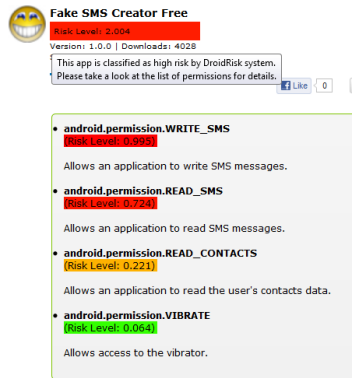 Fake SMS Creator Free
Risk Level: 2.004
Version: 1.0.0 | Downloads: 4028
This app is classified as high risk by DroidRisk system.
Please take a look at the list of permissions for details.
Like 0
android.permission.WRITE_SMS
(Risk Level: 0.995)
Allows an application to write SMS messages.
android.permission.READ_SMS
(Risk Level: 0.724)
Allows an application to read SMS messages.
android.permission.READ_CONTACTS
(Risk Level: 0.221)
Allows an application to read the user's contacts data.
android.permission.VIBRATE
(Risk Level: 0.064)
Allows access to the vibrator.